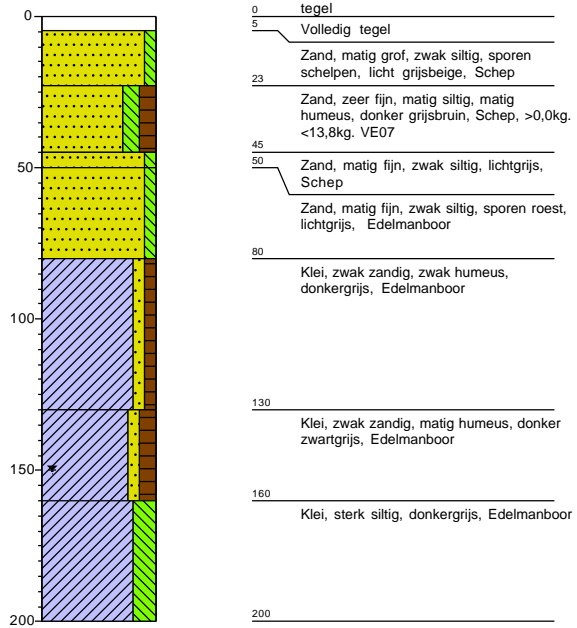 0
50
100
150
200
0
tegel
5
Volledig tegel
Zand, matig grof, zwak siltig, sporen
schelpen, licht grijsbeige, Schep
23
Zand, zeer fijn, matig siltig, matig
humeus, donker grijsbruin, Schep, >0,0kg.
<13,8kg. VE07
45
50
Zand, matig fijn, zwak siltig, lichtgrijs,
Schep
Zand, matig fijn, zwak siltig, sporen roest,
lichtgrijs, Edelmanboor
80
Klei, zwak zandig, zwak humeus,
donkergrijs, Edelmanboor
130
Klei, zwak zandig, matig humeus, donker
zwartgrijs, Edelmanboor
160
Klei, sterk siltig, donkergrijs, Edelmanboor
200